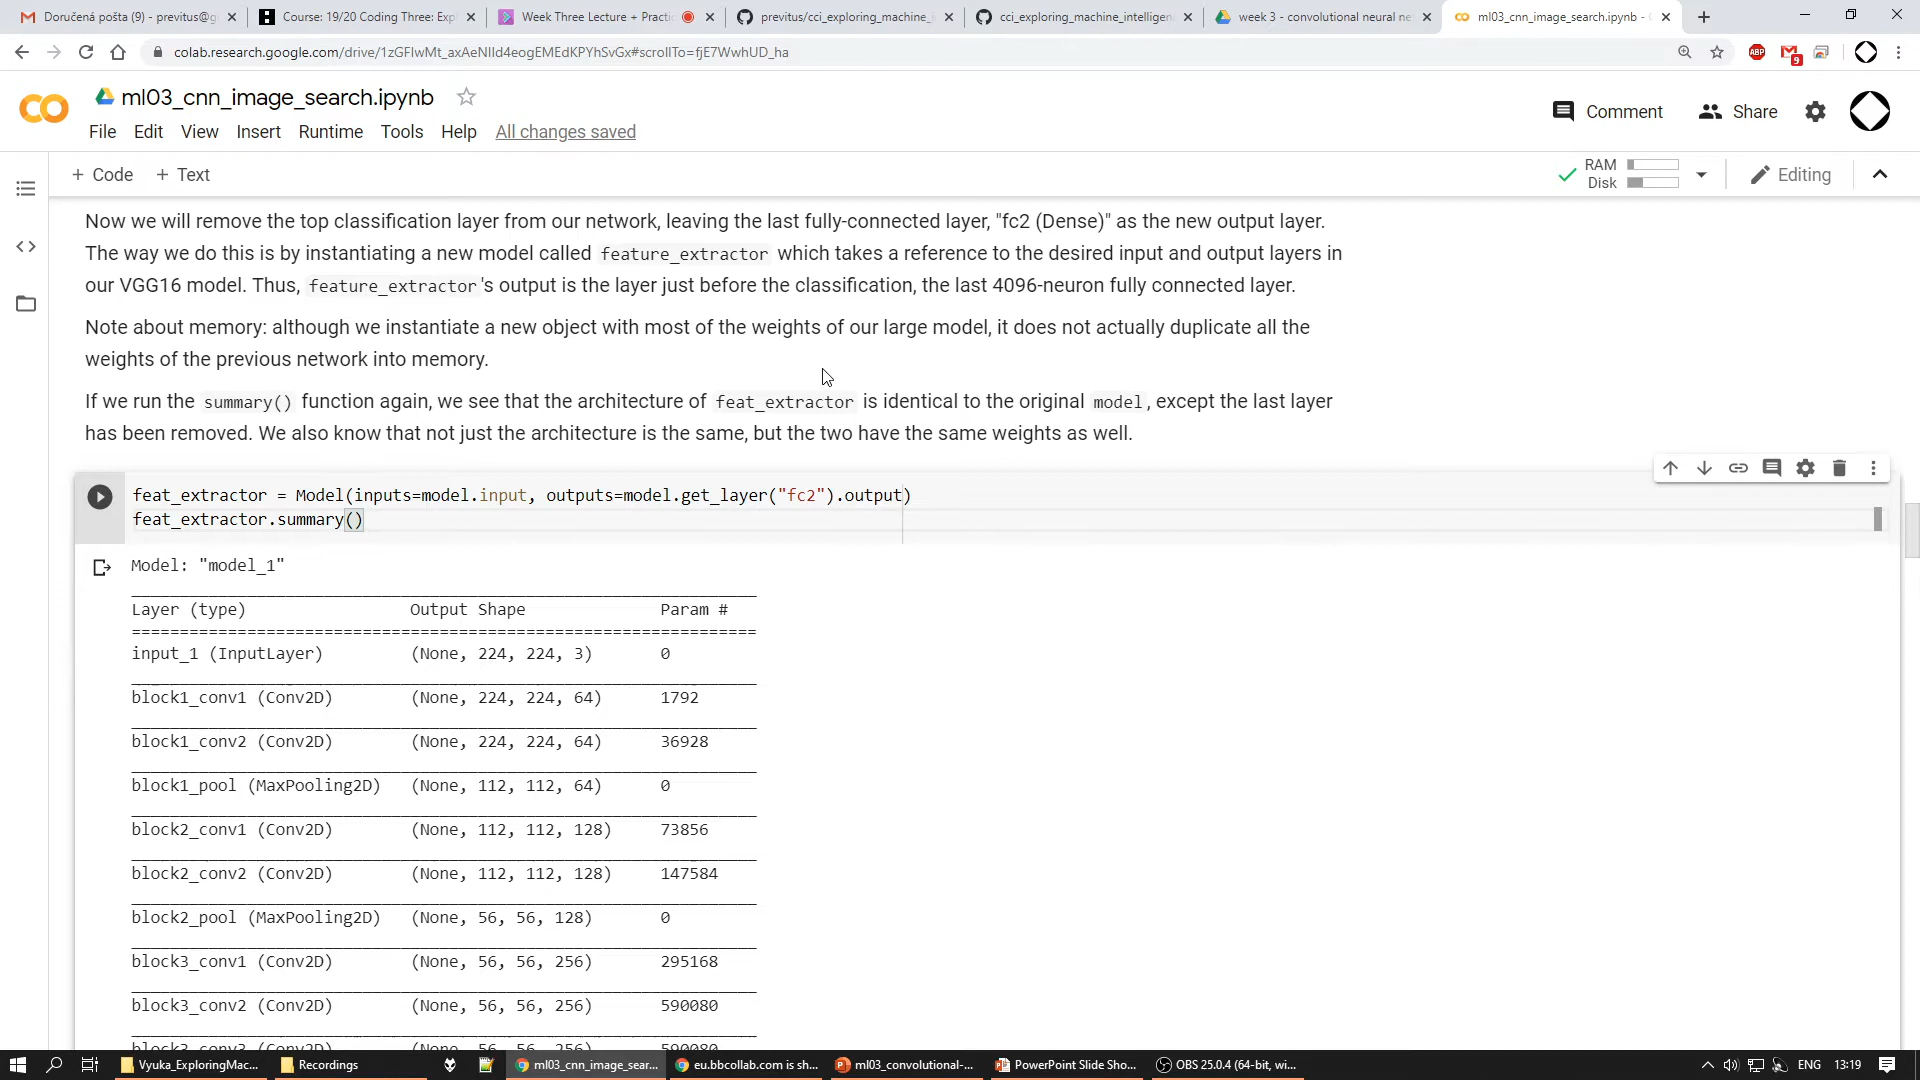 Doručená pošta (9) - previtus@g
Course: 19/20 Coding Three: Exp
Week Three Lecture + Practi
previtus/cci_exploring_machine_i
cci_exploring_machine_intelligen
week 3 - convolutional neural ne
ml03_cnn_image_search.ipynb -
colab.research.google.com/drive/1zGFIwMt_axAeNIId4eogEMEdKPYhSvGx#scrollTo=fjE7WwhUD_ha
ABP
9
ml03_cnn_image_search.ipynb
Comment
Share
File Edit View Insert Runtime Tools Help All changes saved
+ Code + Text
RAM
Disk
Editing
Now we will remove the top classification layer from our network, leaving the last fully-connected layer, "fc2 (Dense)" as the new output layer.
The way we do this is by instantiating a new model called feature_extractor which takes a reference to the desired input and output layers in
our VGG16 model. Thus, feature_extractor's output is the layer just before the classification, the last 4096-neuron fully connected layer.
Note about memory: although we instantiate a new object with most of the weights of our large model, it does not actually duplicate all the
weights of the previous network into memory.
If we run the summary() function again, we see that the architecture of feat_extractor is identical to the original model, except the last layer
has been removed. We also know that not just the architecture is the same, but the two have the same weights as well.
feat_extractor = Model(inputs=model.input, outputs=model.get_layer("fc2").output)
feat_extractor.summary()
Model: "model_1"
Layer (type) Output Shape Param #
=================================================================
input_1 (InputLayer) (None, 224, 224, 3) 0
block1_conv1 (Conv2D) (None, 224, 224, 64) 1792
block1_conv2 (Conv2D) (None, 224, 224, 64) 36928
block1_pool (MaxPooling2D) (None, 112, 112, 64) 0
block2_conv1 (Conv2D) (None, 112, 112, 128) 73856
block2_conv2 (Conv2D) (None, 112, 112, 128) 147584
block2_pool (MaxPooling2D) (None, 56, 56, 128) 0
block3_conv1 (Conv2D) (None, 56, 56, 256) 295168
block3_conv2 (Conv2D) (None, 56, 56, 256) 590080
block3_conv3 (Conv2D) (None, 56, 56, 256) 590080
Vyuka_ExploringMac...
Recordings
ml03_cnn_image_sear...
eu.bbcollab.com is sh...
ml03_convolutional-...
PowerPoint Slide Sho...
OBS 25.0.4 (64-bit, wi...
ENG
13:19